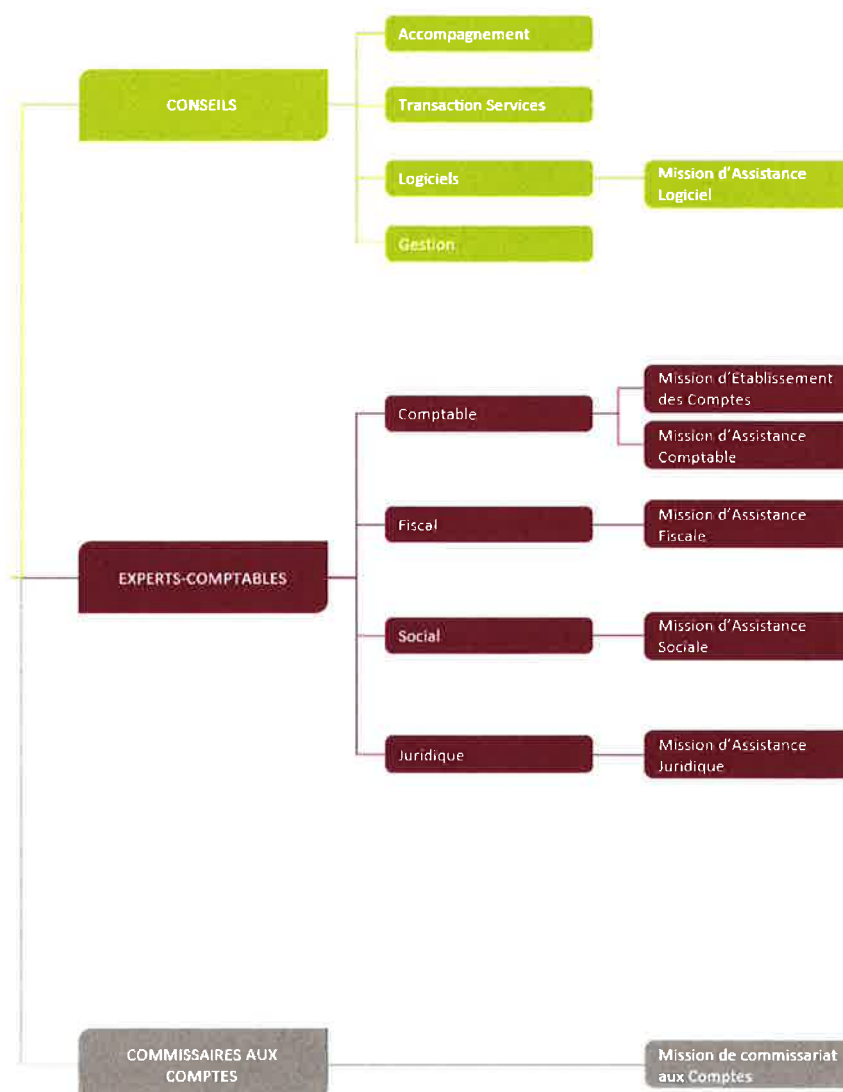 Accompagnement
CONSEILS
Transaction Services
Logiciels
Mission d'Assistance
Logiciel
Gestion
Mission d'Etablissement
des Comptes
Comptable
Mission d'Assistance
Comptable
Fiscal
Mission d'Assistance
Fiscale
EXPERTS-COMPTABLES
Social
Mission d'Assistance
Sociale
Juridique
Mission d'Assistance
Juridique
COMMISSAIRES AUX
COMPTES
Mission de commissariat
aux Comptes